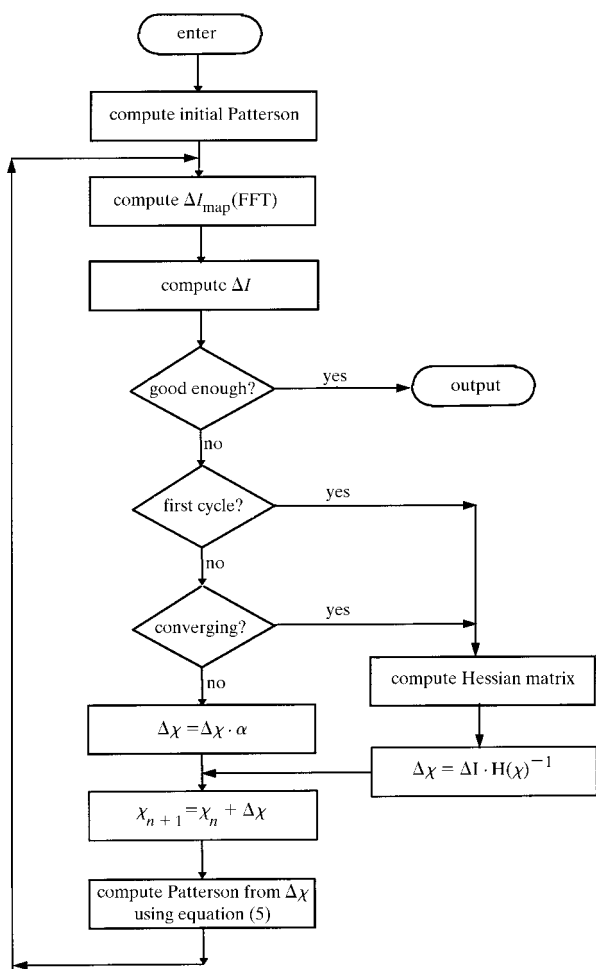 enter
compute initial Patterson
compute ΔI_map(FFT)
compute ΔI
good enough?
yes
output
no
first cycle?
yes
no
converging?
yes
no
compute Hessian matrix
Δχ = Δχ · α
Δχ = ΔI · H(χ)⁻¹
χ_{n + 1} = χ_n + Δχ
compute Patterson from Δχ
using equation (5)